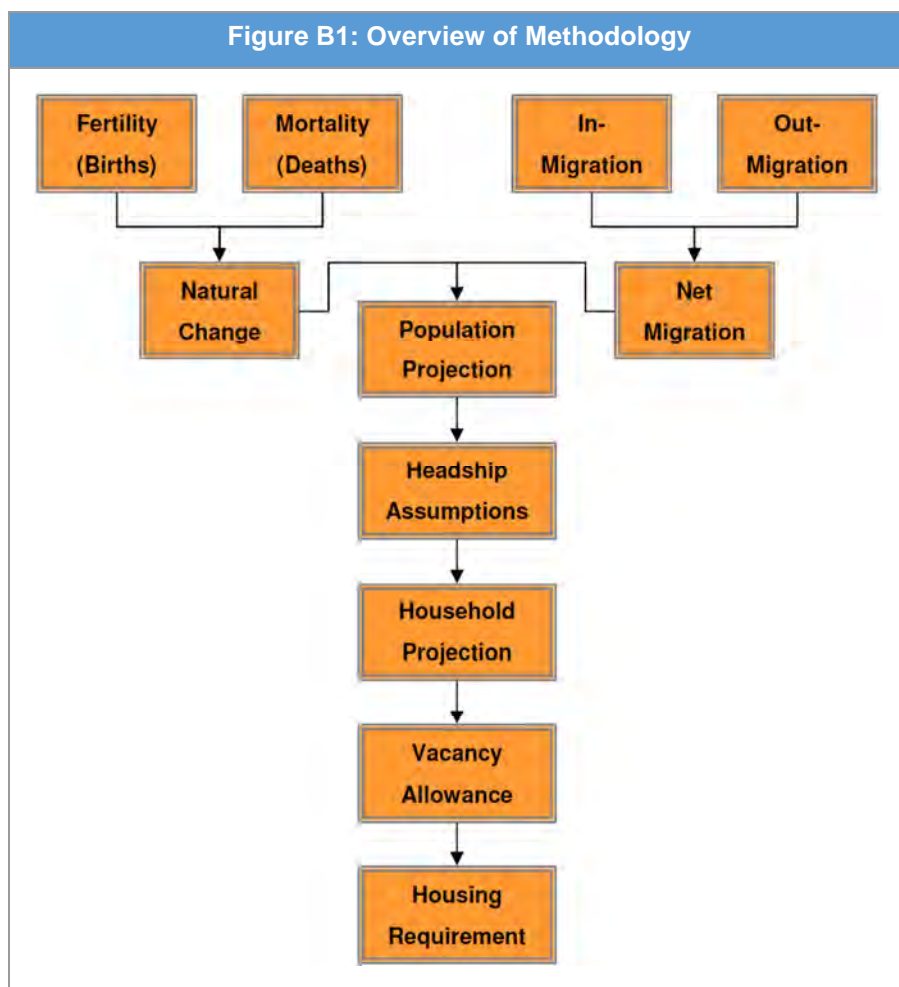 Figure B1: Overview of Methodology
Fertility
(Births)
Mortality
(Deaths)
In-
Migration
Out-
Migration
Natural
Change
Net
Migration
Population
Projection
Headship
Assumptions
Household
Projection
Vacancy
Allowance
Housing
Requirement